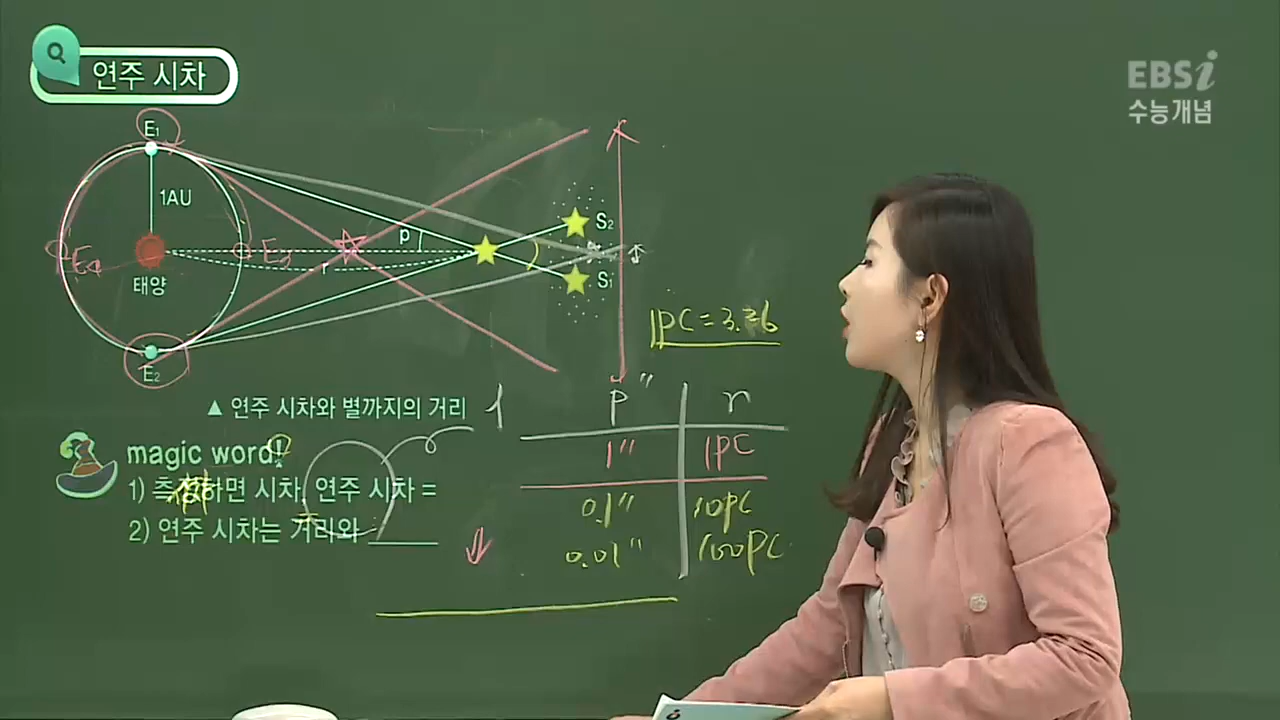 연주 시차
EBSi
수능개념
E₁
1AU
p
S₂
E₄
E₃
r
태양
S₁
E₂
1PC = 3.26
▲ 연주 시차와 별까지의 거리
p″ r
1″ 1PC
0.1″ 10PC
0.01″ 100PC
magic word!
1) 측정하면 시차, 연주 시차 =
2) 연주 시차는 거리와 ____